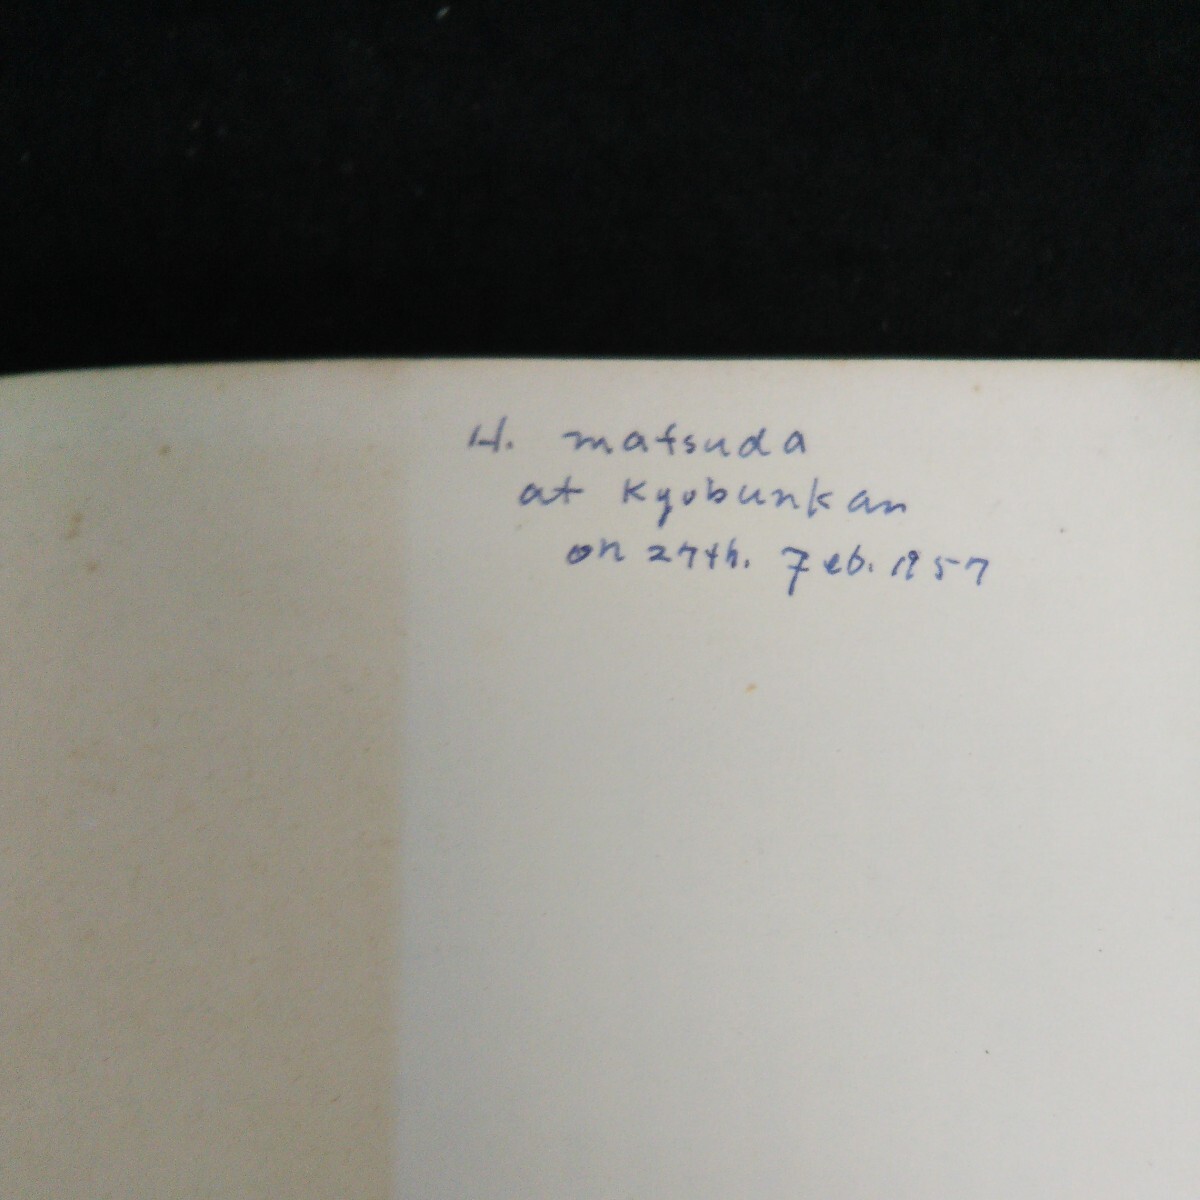 H. matsuda
at Kyobunkan
on 27th. Feb. 1957